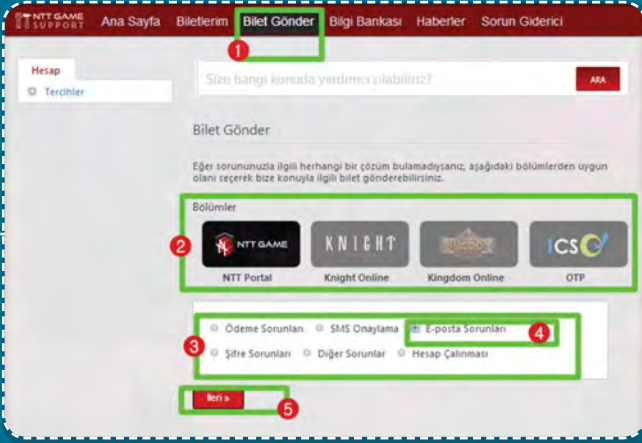 NTT GAME
SUPPORT
Ana Sayfa Biletlerim Bilet Gönder Bilgi Bankası Haberler Sorun Giderici
1
Hesap
Tercihler
Size hangi konuda yardımcı olabiliriz?
ARA
Bilet Gönder
Eğer sorununuzla ilgili herhangi bir çözüm bulamadıysanız, aşağıdaki bölümlerden uygun
olanı seçerek bize konuyla ilgili bilet gönderebilirsiniz.
Bölümler
2
NTT GAME KNIGHT CSO
NTT Portal Knight Online Kingdom Online OTP
3
Ödeme Sorunları SMS Onaylama E-posta Sorunları 4
Şifre Sorunları Diğer Sorunlar Hesap Çalınması
İleri » 5